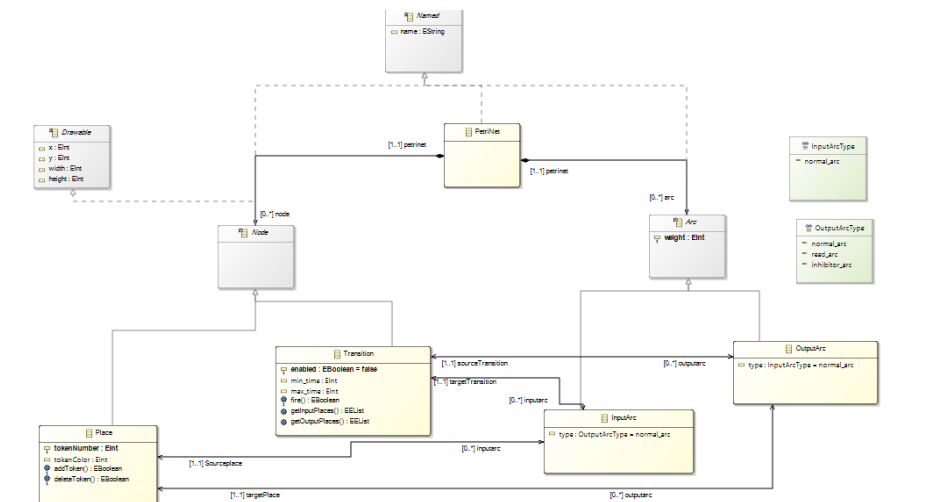 Named
name : EString
Drawable
x : EInt
y : EInt
width : EInt
height : EInt
PetriNet
[1..1] petrinet
[1..1] petrinet
InputArcType
normal_arc
[0..*] node
[0..*] arc
Node
Arc
weight : EInt
OutputArcType
normal_arc
read_arc
inhibitor_arc
Transition
enabled : EBoolean = false
min_time : EInt
max_time : EInt
fire() : EBoolean
getInputPlaces() : EEList
getOutputPlaces() : EEList
[1..1] sourceTransition
[0..*] outputarc
[1..1] targetTransition
[0..*] inputarc
OutputArc
type : InputArcType = normal_arc
InputArc
type : OutputArcType = normal_arc
Place
tokenNumber : EInt
tokenColor : EInt
addToken() : EBoolean
deleteToken() : EBoolean
[1..1] Sourceplace
[0..*] inputarc
[1..1] targetPlace
[0..*] outputarc